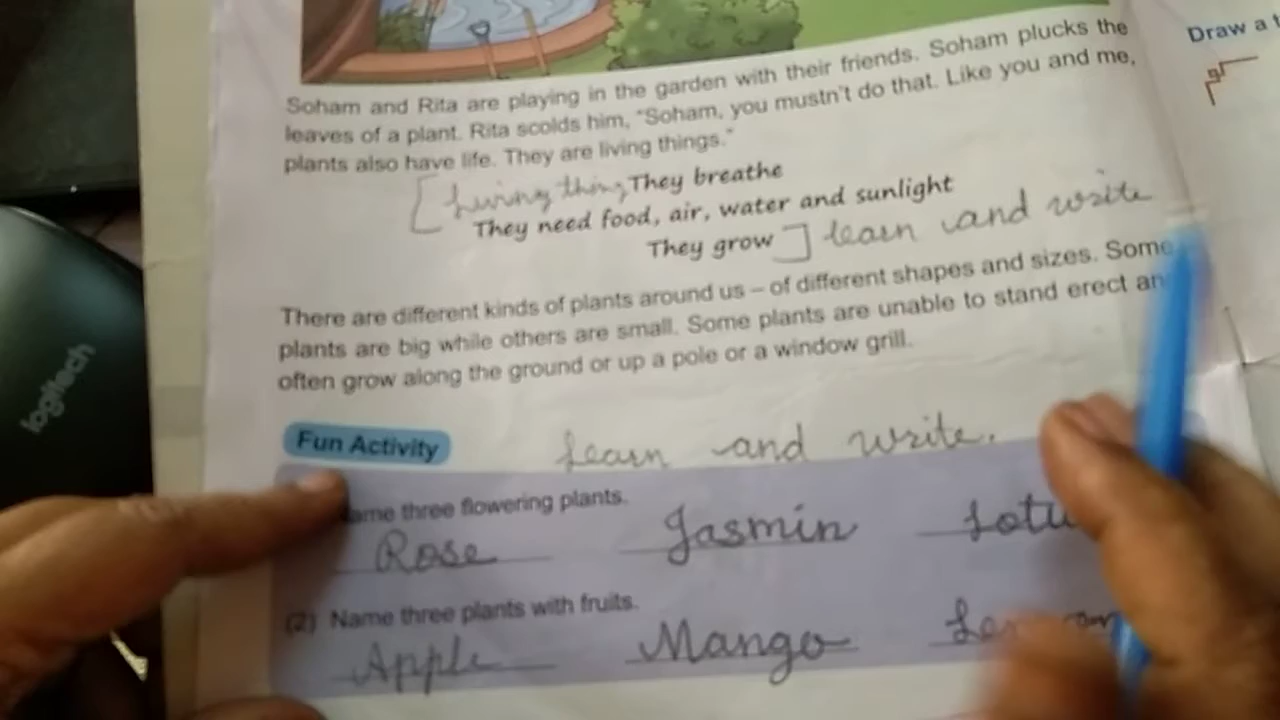 Draw a
Soham and Rita are playing in the garden with their friends. Soham plucks the
leaves of a plant. Rita scolds him, "Soham, you mustn't do that. Like you and me,
plants also have life. They are living things."
[Living thing They breathe
They need food, air, water and sunlight
They grow] learn and write
There are different kinds of plants around us – of different shapes and sizes. Some
plants are big while others are small. Some plants are unable to stand erect an
often grow along the ground or up a pole or a window grill.
Fun Activity learn and write.
ame three flowering plants.
Rose Jasmin Lotu
(2) Name three plants with fruits.
Apple Mango
logitech